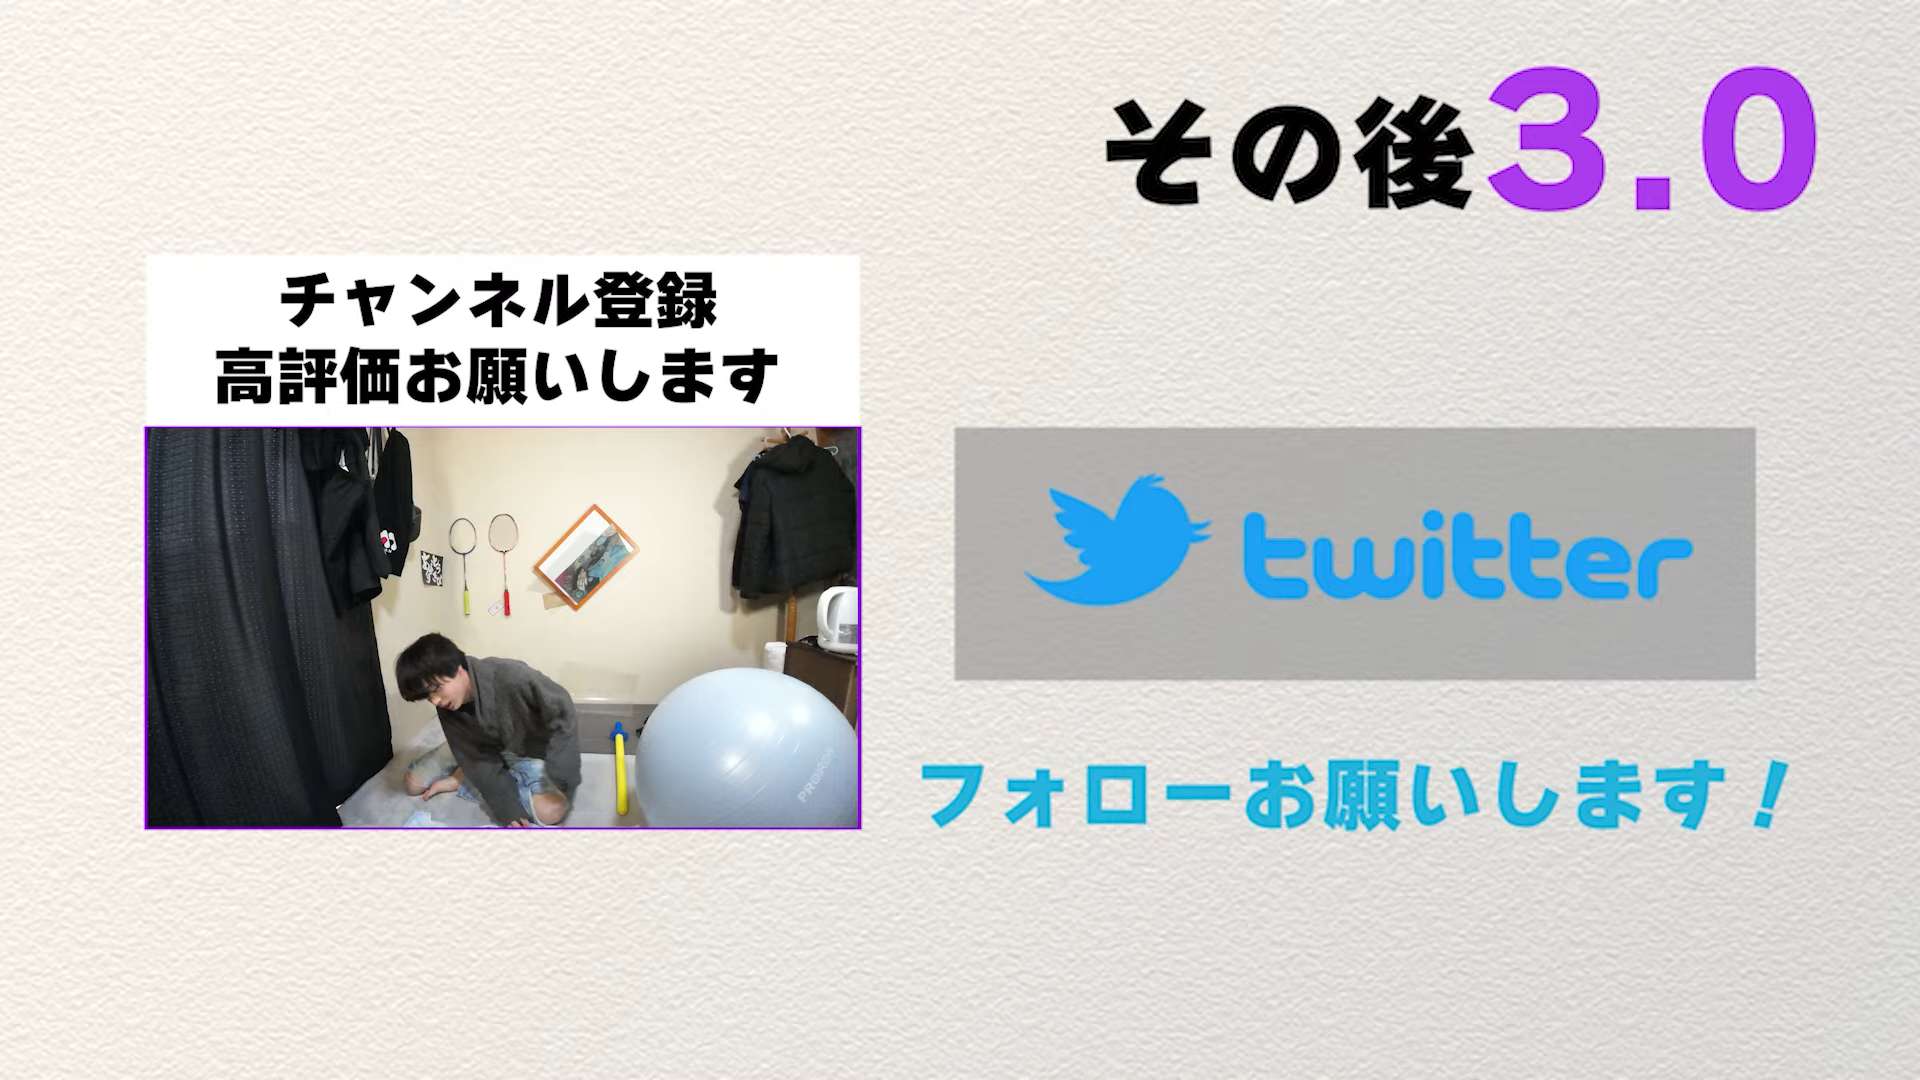 その後3.0
チャンネル登録
高評価お願いします
twitter
フォローお願いします！
PROIRON